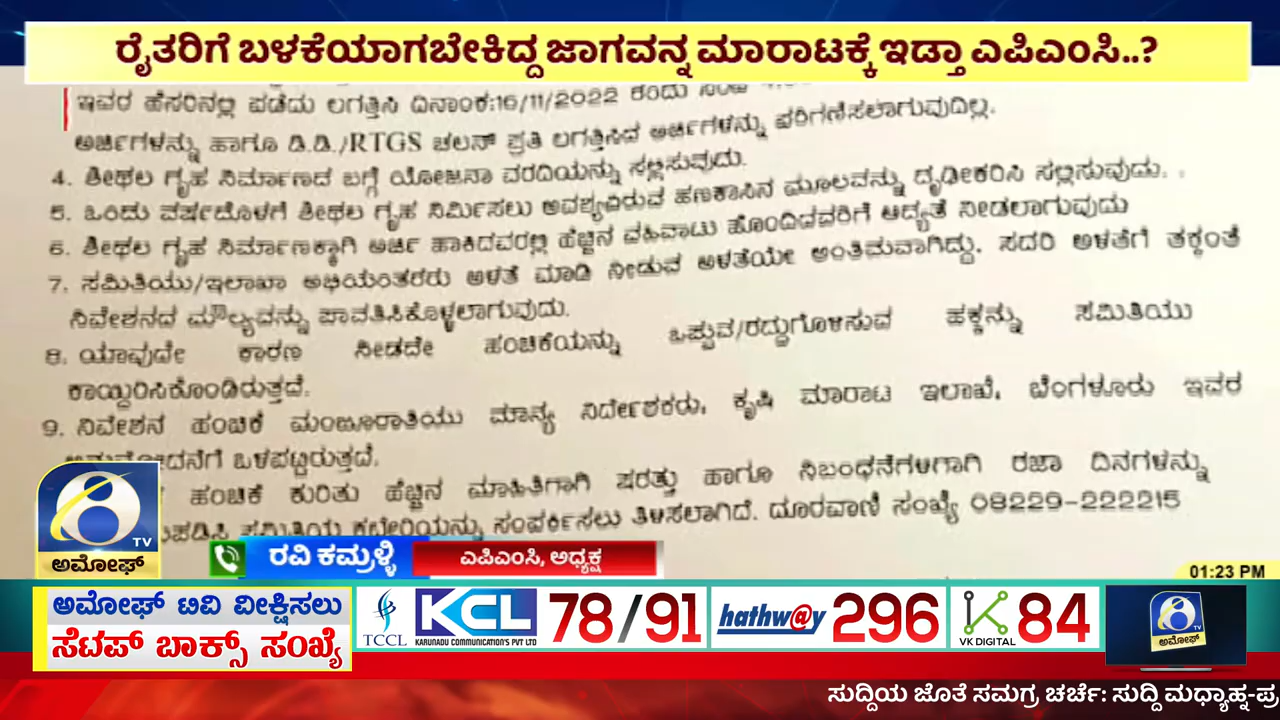 ರೈತರಿಗೆ ಬಳಕೆಯಾಗಬೇಕಿದ್ದ ಜಾಗವನ್ನ ಮಾರಾಟಕ್ಕೆ ಇಡ್ತಾ ಎಪಿಎಂಸಿ..?
ಇವರ ಹೆಸರಿನಲ್ಲಿ ಪಡೆದು ಲಗತ್ತಿಸಿ ದಿನಾಂಕ:16/11/2022 ರಂದು ಸಂಜೆ
ಅರ್ಜಿಗಳನ್ನು ಹಾಗೂ ಡಿ.ಡಿ./RTGS ಚಲನ್ ಪ್ರತಿ ಲಗತ್ತಿಸಿದ ಅರ್ಜಿಗಳನ್ನು ಪರಿಗಣಿಸಲಾಗುವುದಿಲ್ಲ.
4. ಶೀಥಲ ಗೃಹ ನಿರ್ಮಾಣದ ಬಗ್ಗೆ ಯೋಜನಾ ವರದಿಯನ್ನು ಸಲ್ಲಿಸುವುದು.
5. ಒಂದು ವರ್ಷದೊಳಗೆ ಶೀಥಲ ಗೃಹ ನಿರ್ಮಿಸಲು ಅವಶ್ಯವಿರುವ ಹಣಕಾಸಿನ ಮೂಲವನ್ನು ದೃಢೀಕರಿಸಿ ಸಲ್ಲಿಸುವುದು.
6. ಶೀಥಲ ಗೃಹ ನಿರ್ಮಾಣಕ್ಕಾಗಿ ಅರ್ಜಿ ಹಾಕಿದವರಲ್ಲಿ ಹೆಚ್ಚಿನ ವಹಿವಾಟು ಹೊಂದಿದವರಿಗೆ ಆದ್ಯತೆ ನೀಡಲಾಗುವುದು
7. ಸಮಿತಿಯು/ಇಲಾಖಾ ಅಭಿಯಂತರರು ಅಳತೆ ಮಾಡಿ ನೀಡುವ ಅಳತೆಯೇ ಅಂತಿಮವಾಗಿದ್ದು, ಸದರಿ ಅಳತೆಗೆ ತಕ್ಕಂತೆ
ನಿವೇಶನದ ಮೌಲ್ಯವನ್ನು ಪಾವತಿಸಿಕೊಳ್ಳಲಾಗುವುದು.
8. ಯಾವುದೇ ಕಾರಣ ನೀಡದೇ ಹಂಚಿಕೆಯನ್ನು ಒಪ್ಪುವ/ರದ್ದುಗೊಳಿಸುವ ಹಕ್ಕನ್ನು ಸಮಿತಿಯು
ಕಾಯ್ದಿರಿಸಿಕೊಂಡಿರುತ್ತದೆ.
9. ನಿವೇಶನ ಹಂಚಿಕೆ ಮಂಜೂರಾತಿಯು ಮಾನ್ಯ ನಿರ್ದೇಶಕರು, ಕೃಷಿ ಮಾರಾಟ ಇಲಾಖೆ, ಬೆಂಗಳೂರು ಇವರ
ಅನುಮೋದನೆಗೆ ಒಳಪಟ್ಟಿರುತ್ತದೆ.
ಹಂಚಿಕೆ ಕುರಿತು ಹೆಚ್ಚಿನ ಮಾಹಿತಿಗಾಗಿ ಷರತ್ತು ಹಾಗೂ ನಿಬಂಧನೆಗಳಿಗಾಗಿ ರಜಾ ದಿನಗಳನ್ನು
ಸಮಿತಿಯ ಕಛೇರಿಯನ್ನು ಸಂಪರ್ಕಿಸಲು ತಿಳಿಸಲಾಗಿದೆ. ದೂರವಾಣಿ ಸಂಖ್ಯೆ 08229-222215
8 TV
ಅಮೋಘ್
ರವಿ ಕಮ್ರಳ್ಳಿ ಎಪಿಎಂಸಿ, ಅಧ್ಯಕ್ಷ
01:23 PM
ಅಮೋಘ್ ಟಿವಿ ವೀಕ್ಷಿಸಲು
ಸೆಟಪ್ ಬಾಕ್ಸ್ ಸಂಖ್ಯೆ
TCCL KCL KARUNADU COMMUNICATION'S PVT LTD 78/91 hathw@y 296 VK DIGITAL 84
8 TV ಅಮೋಘ್
ಸುದ್ದಿಯ ಜೊತೆ ಸಮಗ್ರ ಚರ್ಚೆ: ಸುದ್ದಿ ಮಧ್ಯಾಹ್ನ-ಪ್ರ